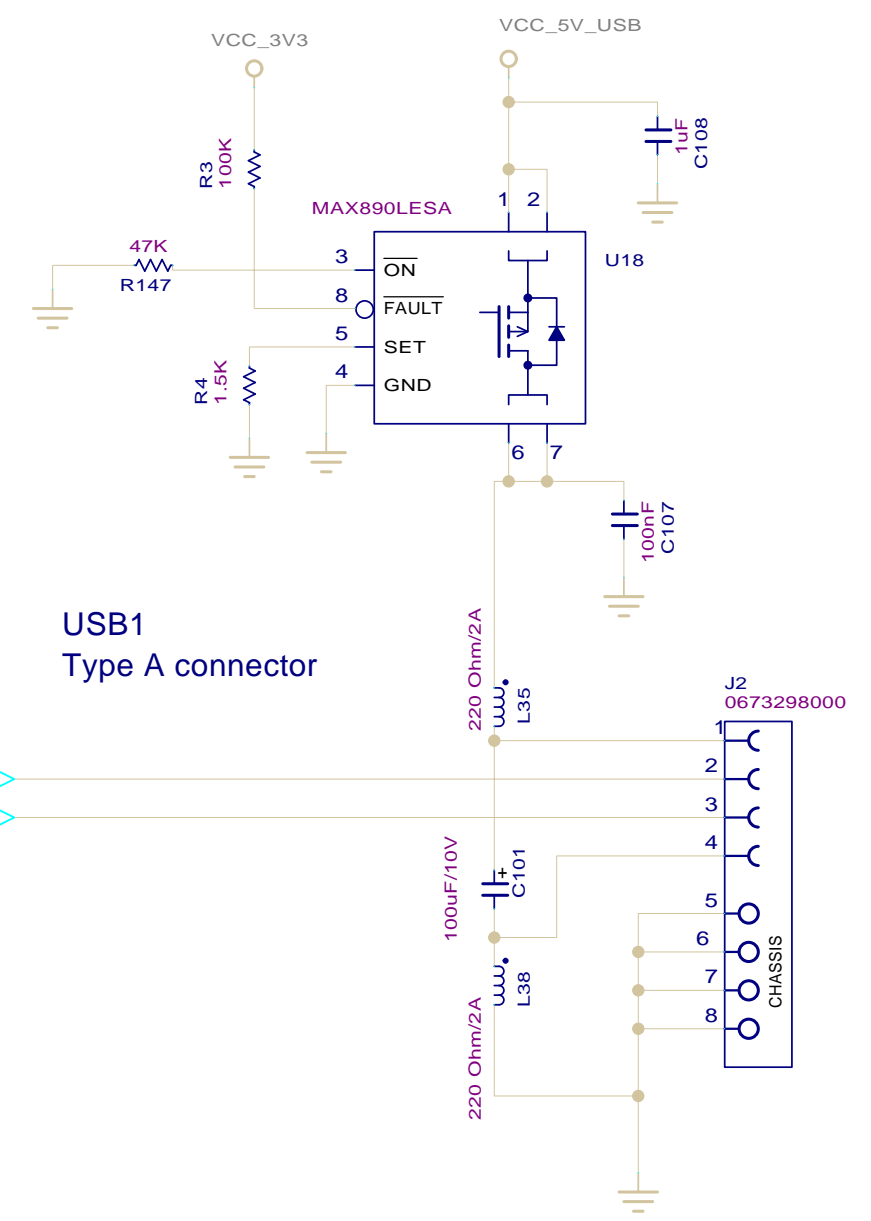 VCC_3V3
VCC_5V_USB
R3
100K
1uF
C108
MAX890LESA
1
2
U18
47K
R147
3
ON
8
FAULT
5
SET
4
GND
R4
1.5K
6
7
100nF
C107
USB1
Type A connector
220 Ohm/2A
L35
J2
0673298000
1
2
3
4
100uF/10V
+
C101
5
6
7
8
CHASSIS
L38
220 Ohm/2A